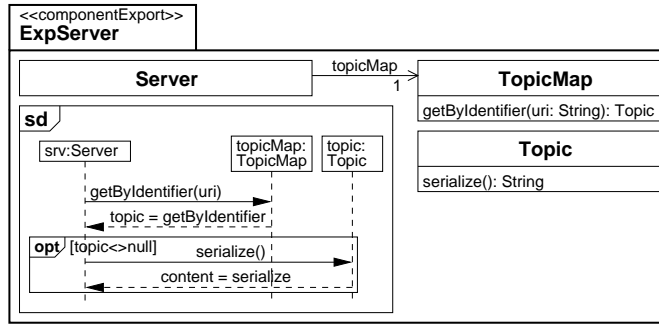 <<componentExport>>
ExpServer
Server
topicMap
1
TopicMap
getByIdentifier(uri: String): Topic
Topic
serialize(): String
sd
srv:Server
topicMap:
TopicMap
topic:
Topic
getByIdentifier(uri)
topic = getByIdentifier
opt [topic<>null]
serialize()
content = serialize